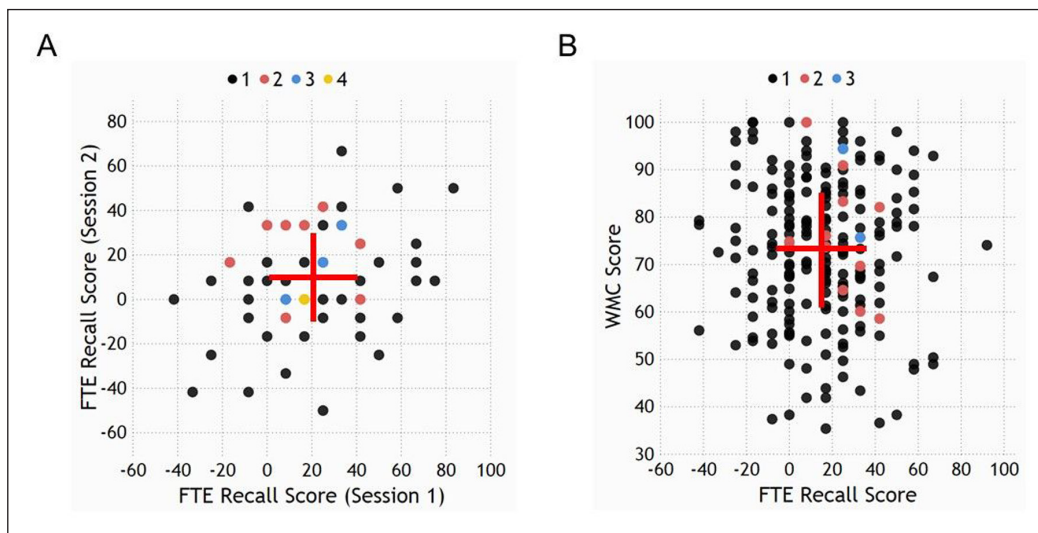 A
1 2 3 4
FTE Recall Score (Session 2)
80
60
40
20
0
-20
-40
-60
-60 -40 -20 0 20 40 60 80 100
FTE Recall Score (Session 1)
B
1 2 3
WMC Score
100
90
80
70
60
50
40
30
-60 -40 -20 0 20 40 60 80 100
FTE Recall Score